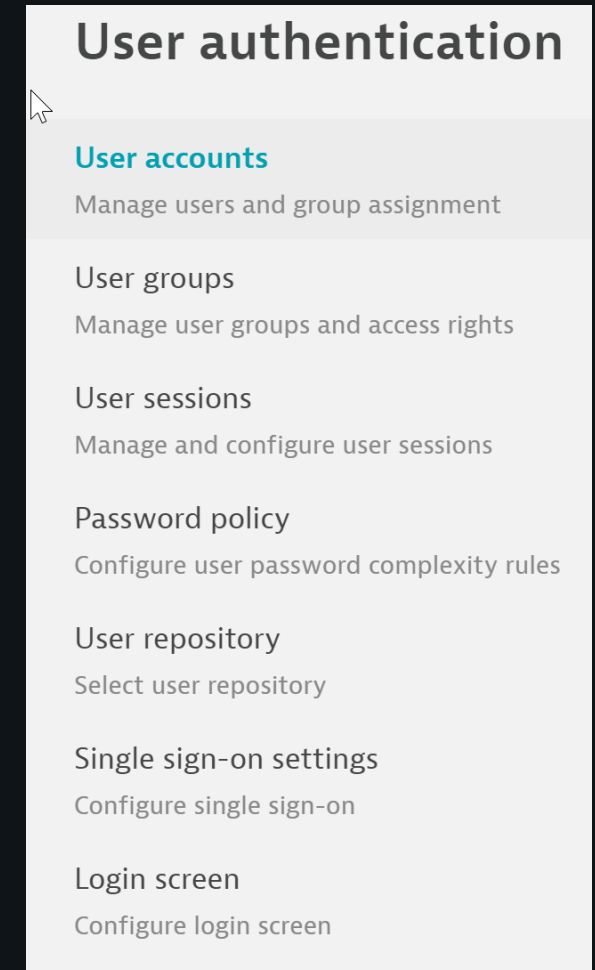 User authentication
User accounts
Manage users and group assignment
User groups
Manage user groups and access rights
User sessions
Manage and configure user sessions
Password policy
Configure user password complexity rules
User repository
Select user repository
Single sign-on settings
Configure single sign-on
Login screen
Configure login screen